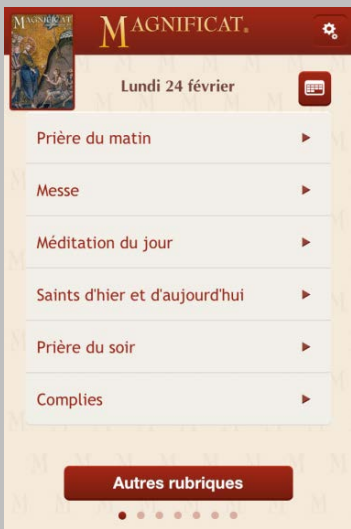 MAGNIFICAT
MAGNIFICAT®
Lundi 24 février
Prière du matin
Messe
Méditation du jour
Saints d'hier et d'aujourd'hui
Prière du soir
Complies
Autres rubriques